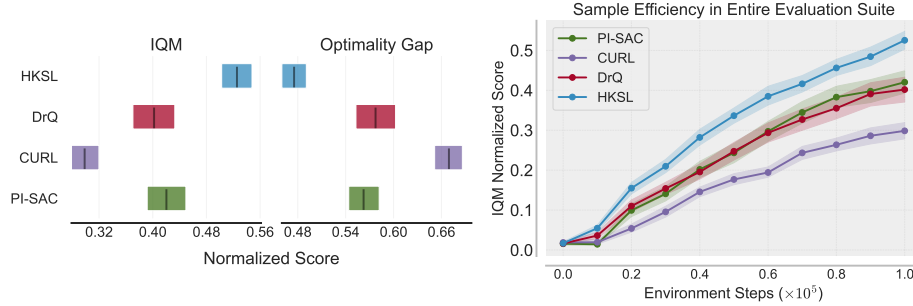 IQM
Optimality Gap
HKSL
DrQ
CURL
PI-SAC
0.32 0.40 0.48 0.56
0.48 0.54 0.60 0.66
Normalized Score
Sample Efficiency in Entire Evaluation Suite
PI-SAC
CURL
DrQ
HKSL
IQM Normalized Score
0.5
0.4
0.3
0.2
0.1
0.0
0.0 0.2 0.4 0.6 0.8 1.0
Environment Steps (×10⁵)